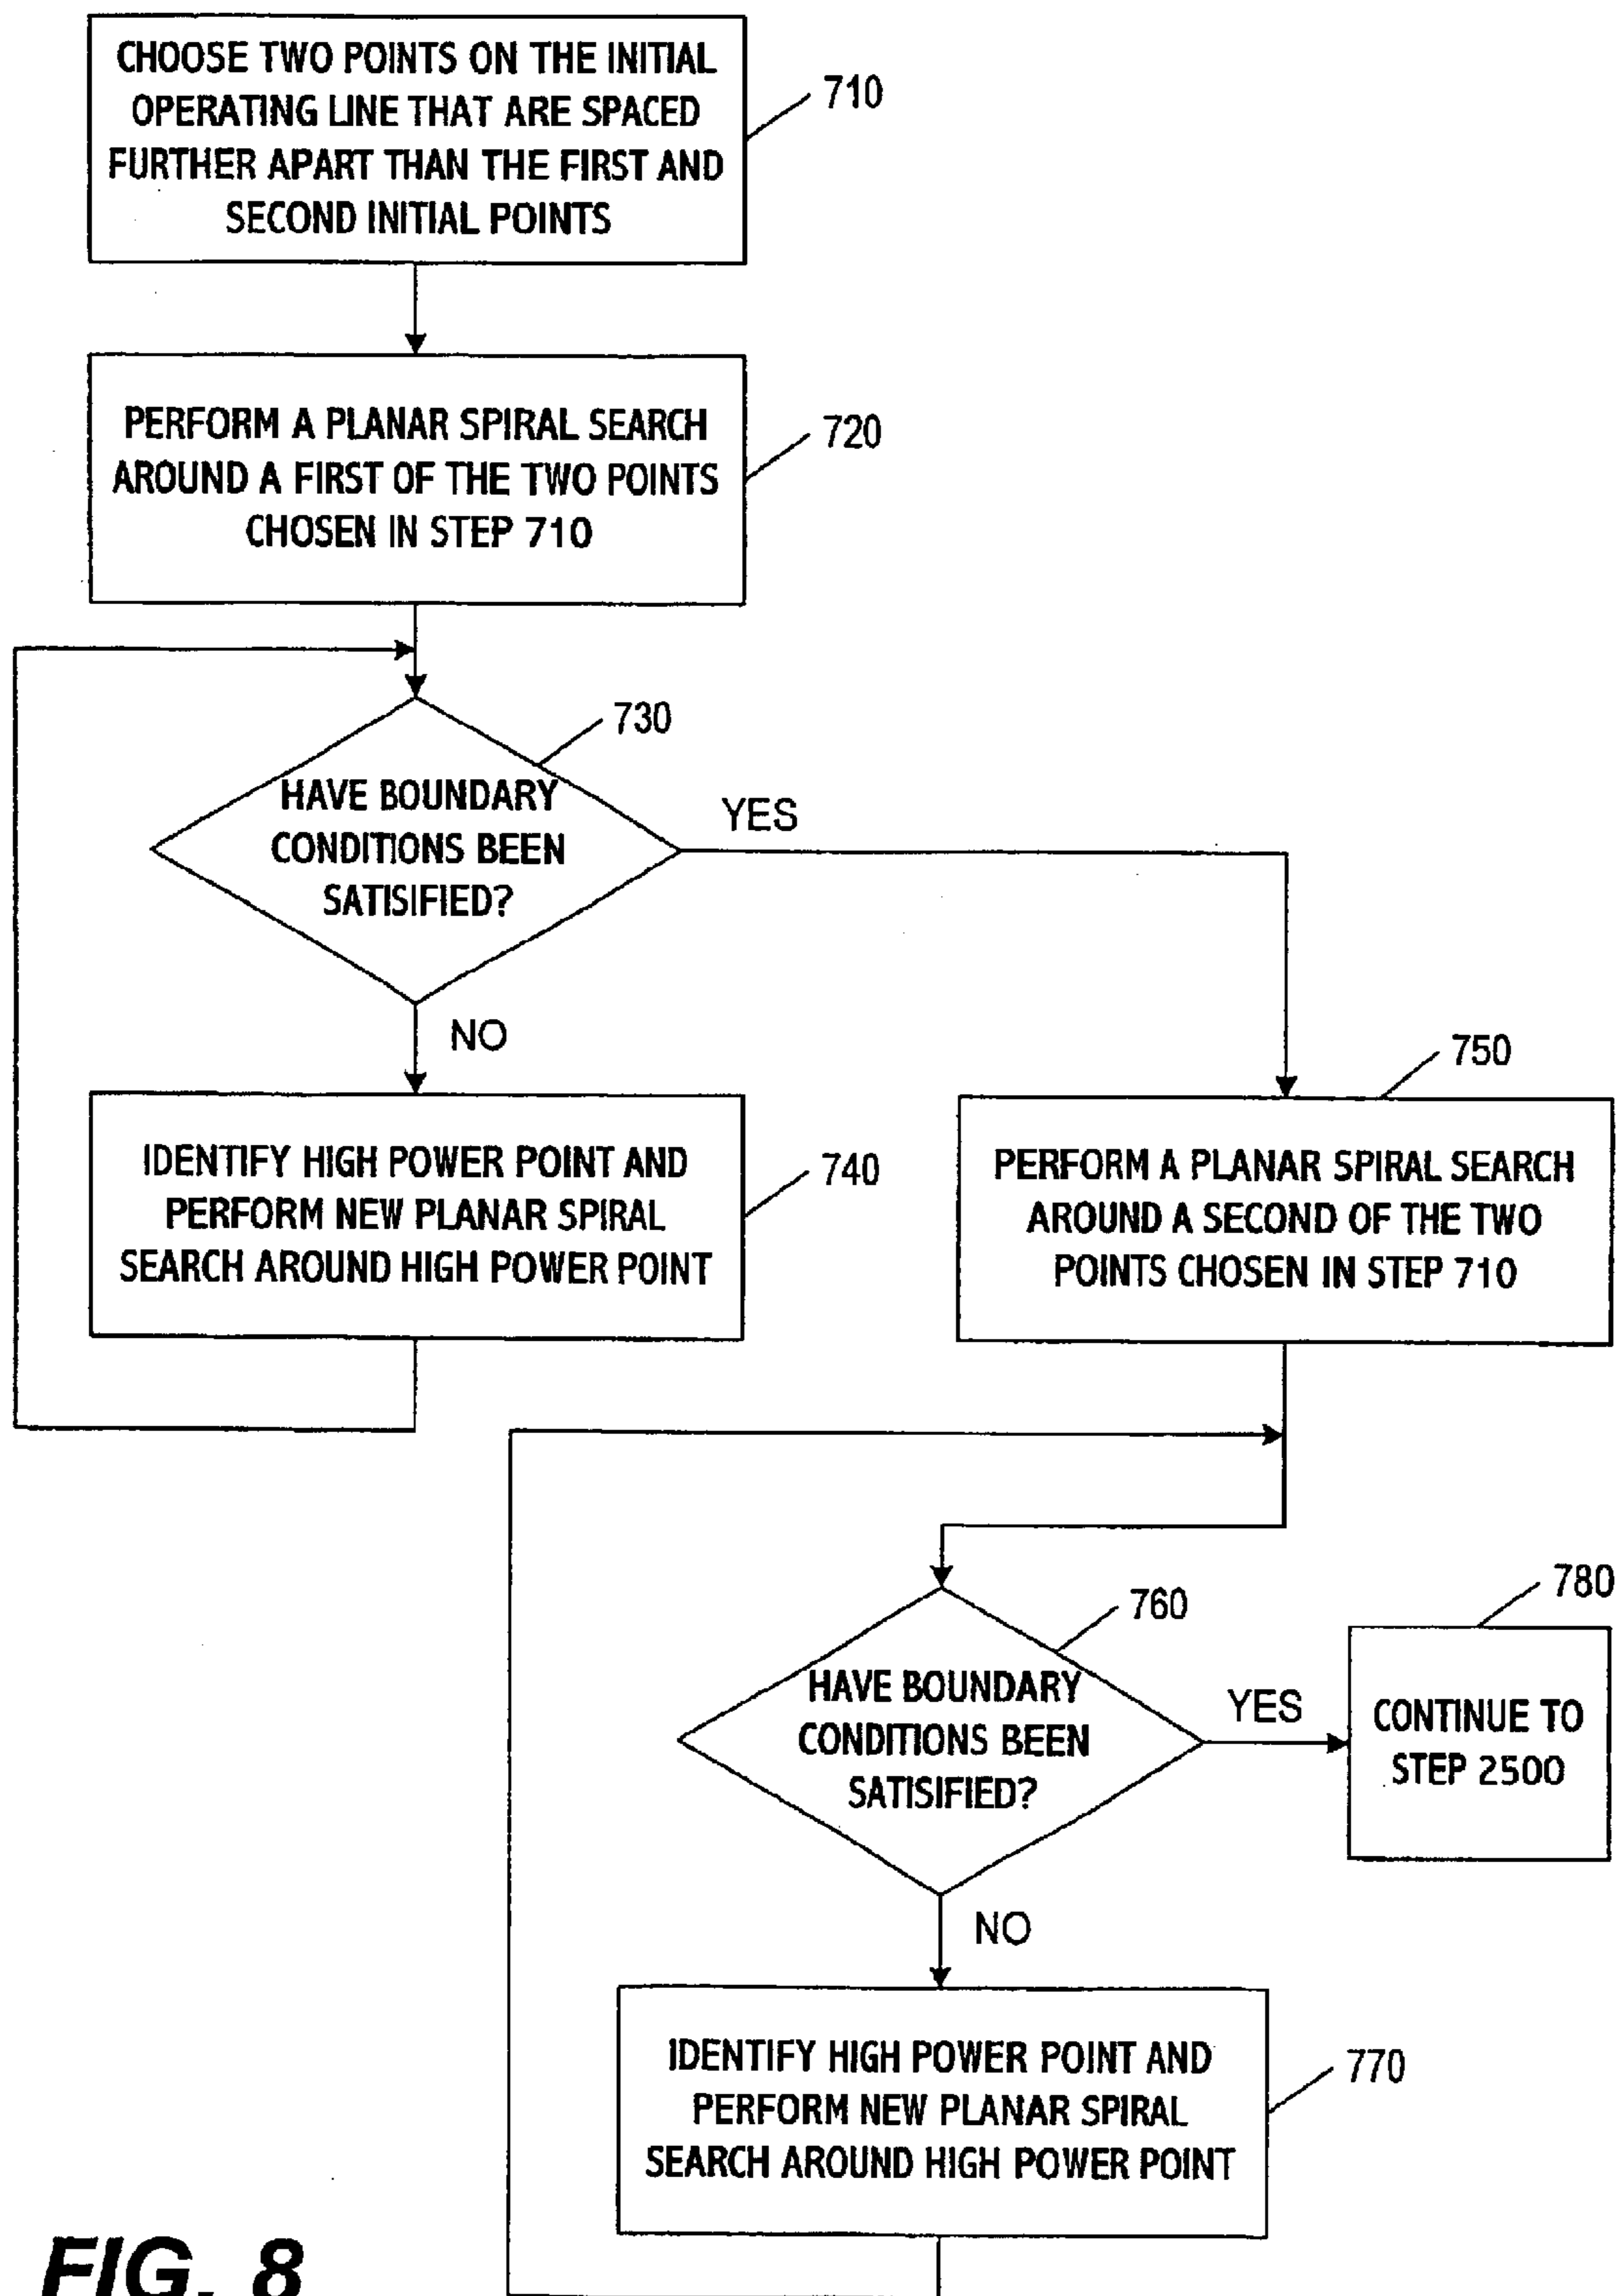 CHOOSE TWO POINTS ON THE INITIAL
OPERATING LINE THAT ARE SPACED
FURTHER APART THAN THE FIRST AND
SECOND INITIAL POINTS
710
PERFORM A PLANAR SPIRAL SEARCH
AROUND A FIRST OF THE TWO POINTS
CHOSEN IN STEP 710
720
730
HAVE BOUNDARY
CONDITIONS BEEN
SATISIFIED?
YES
NO
IDENTIFY HIGH POWER POINT AND
PERFORM NEW PLANAR SPIRAL
SEARCH AROUND HIGH POWER POINT
740
750
PERFORM A PLANAR SPIRAL SEARCH
AROUND A SECOND OF THE TWO
POINTS CHOSEN IN STEP 710
760
HAVE BOUNDARY
CONDITIONS BEEN
SATISIFIED?
YES
780
CONTINUE TO
STEP 2500
NO
IDENTIFY HIGH POWER POINT AND
PERFORM NEW PLANAR SPIRAL
SEARCH AROUND HIGH POWER POINT
770
FIG. 8